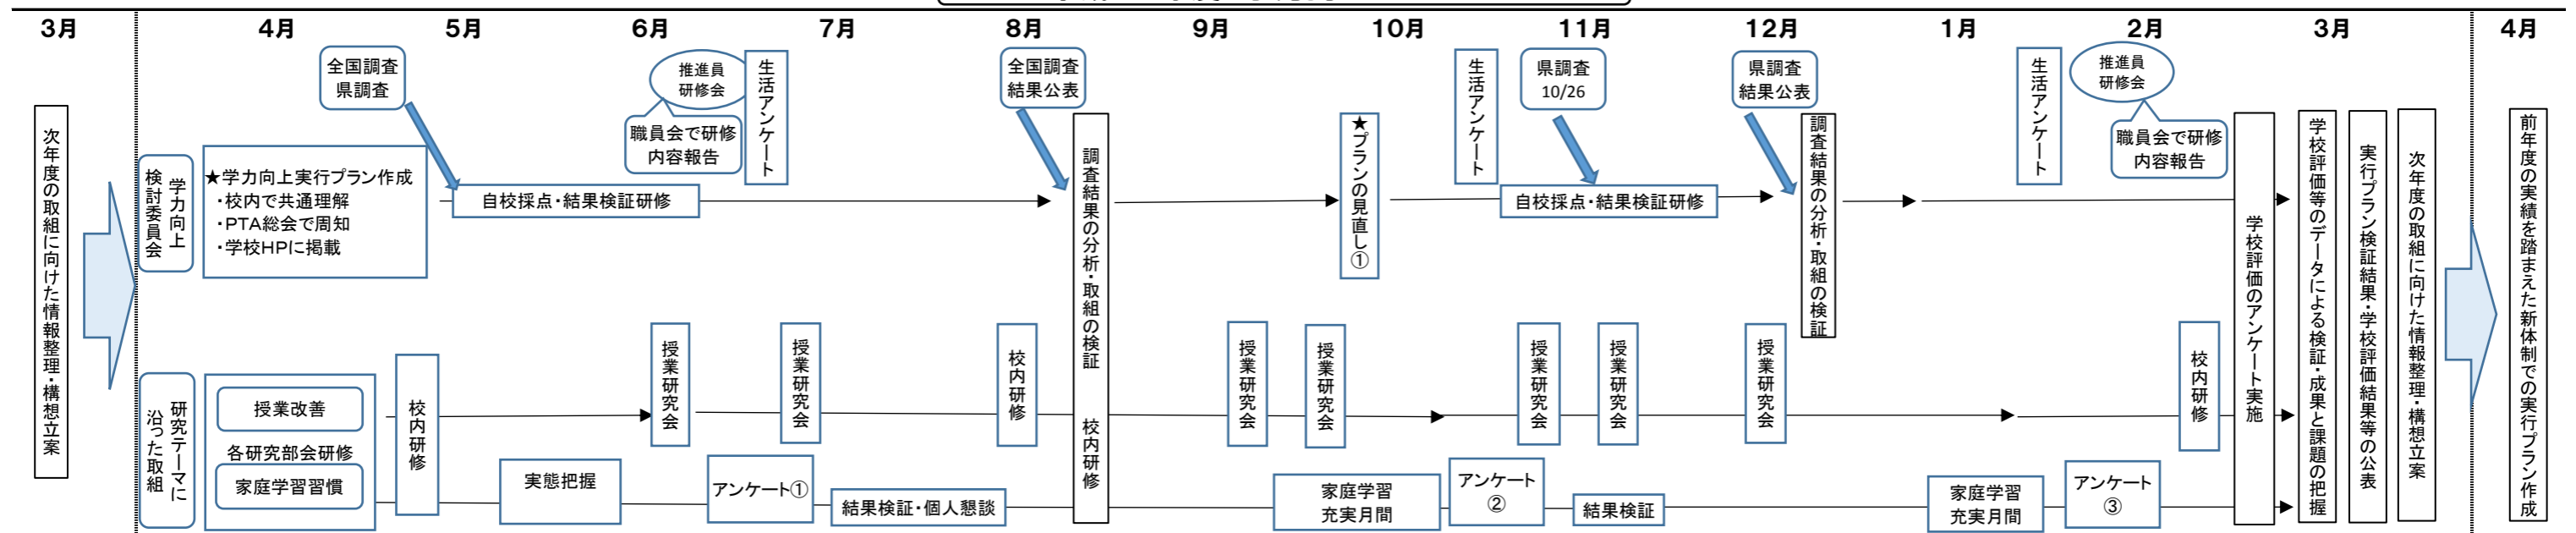 3月
4月
5月
6月
7月
8月
9月
10月
11月
12月
1月
2月
3月
4月
全国調査
県調査
推進員
研修会
生活アンケート
全国調査
結果公表
生活アンケート
県調査
10/26
県調査
結果公表
生活アンケート
推進員
研修会
職員会で研修
内容報告
職員会で研修
内容報告
次年度の取組に向けた情報整理・構想立案
学力向上
検討委員会
★学力向上実行プラン作成
・校内で共通理解
・PTA総会で周知
・学校HPに掲載
自校採点・結果検証研修
調査結果の分析・取組の検証 校内研修
★プランの見直し①
自校採点・結果検証研修
調査結果の分析・取組の検証
学校評価のアンケート実施
学校評価等のデータによる検証・成果と課題の把握
実行プラン検証結果・学校評価結果等の公表
次年度の取組に向けた情報整理・構想立案
前年度の実績を踏まえた新体制での実行プラン作成
研究テーマに
沿った取組
授業改善
各研究部会研修
家庭学習習慣
校内研修
授業研究会
授業研究会
校内研修
授業研究会
授業研究会
授業研究会
授業研究会
授業研究会
校内研修
実態把握
アンケート①
結果検証・個人懇談
家庭学習
充実月間
アンケート
②
結果検証
家庭学習
充実月間
アンケート
③